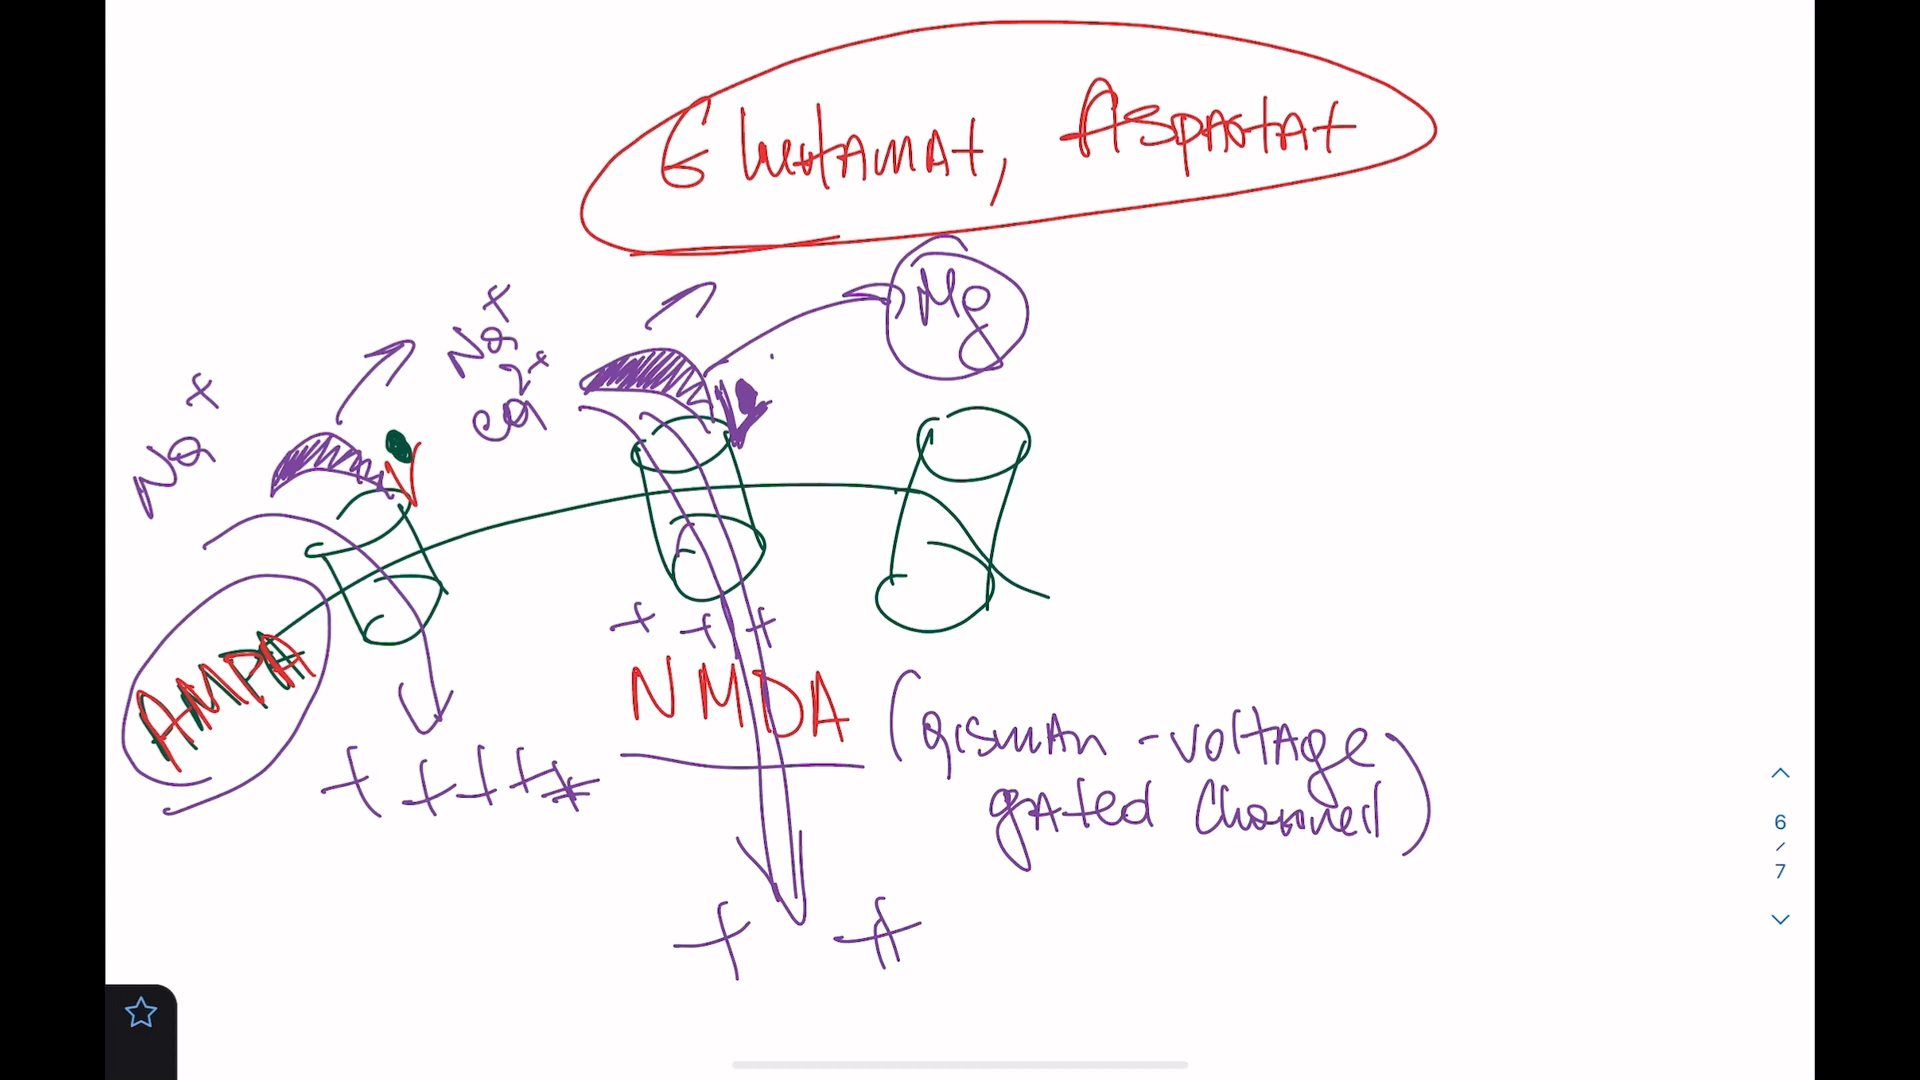 Glutamat, Aspartat
Mg
Na+
Ca2+
Na+
AMPA
+ + + + +
+ + +
NMDA
(qisman - voltage
gated channel)
+ +
6
/
7